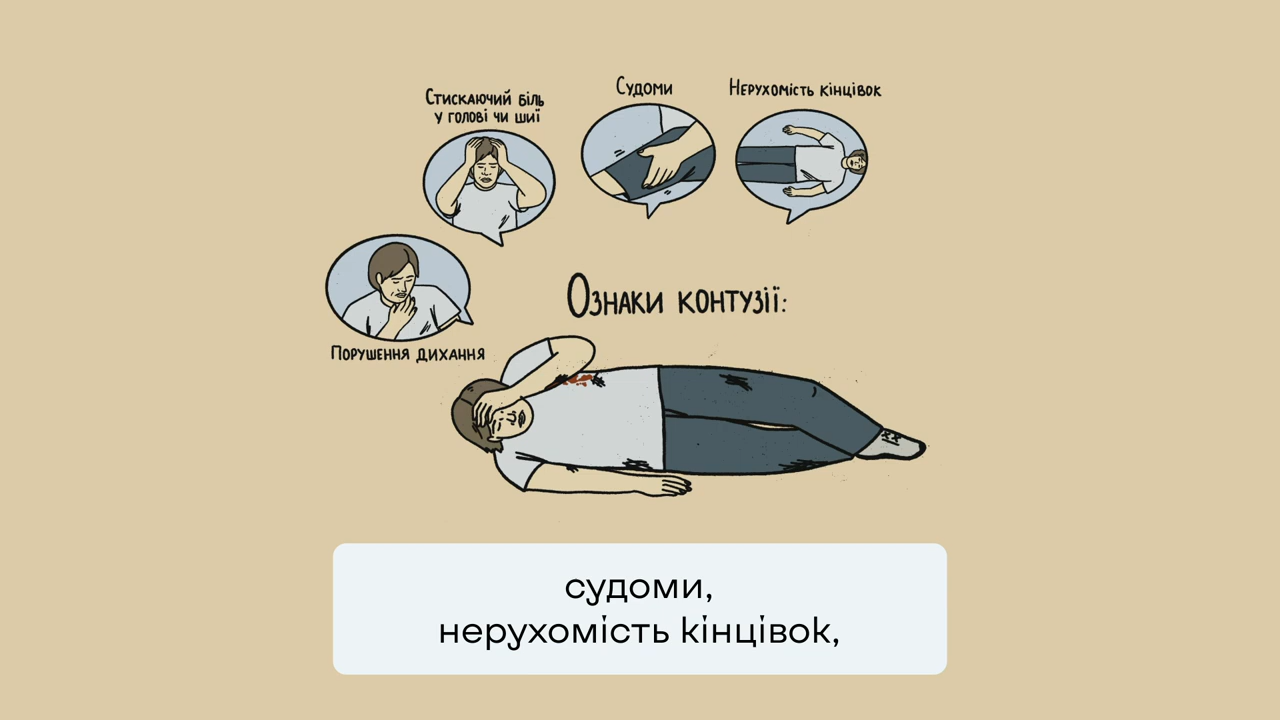 Стискаючий біль
у голові чи шиї
Судоми
Нерухомість кінцівок
Порушення дихання
Ознаки контузії:
судоми,
нерухомість кінцівок,